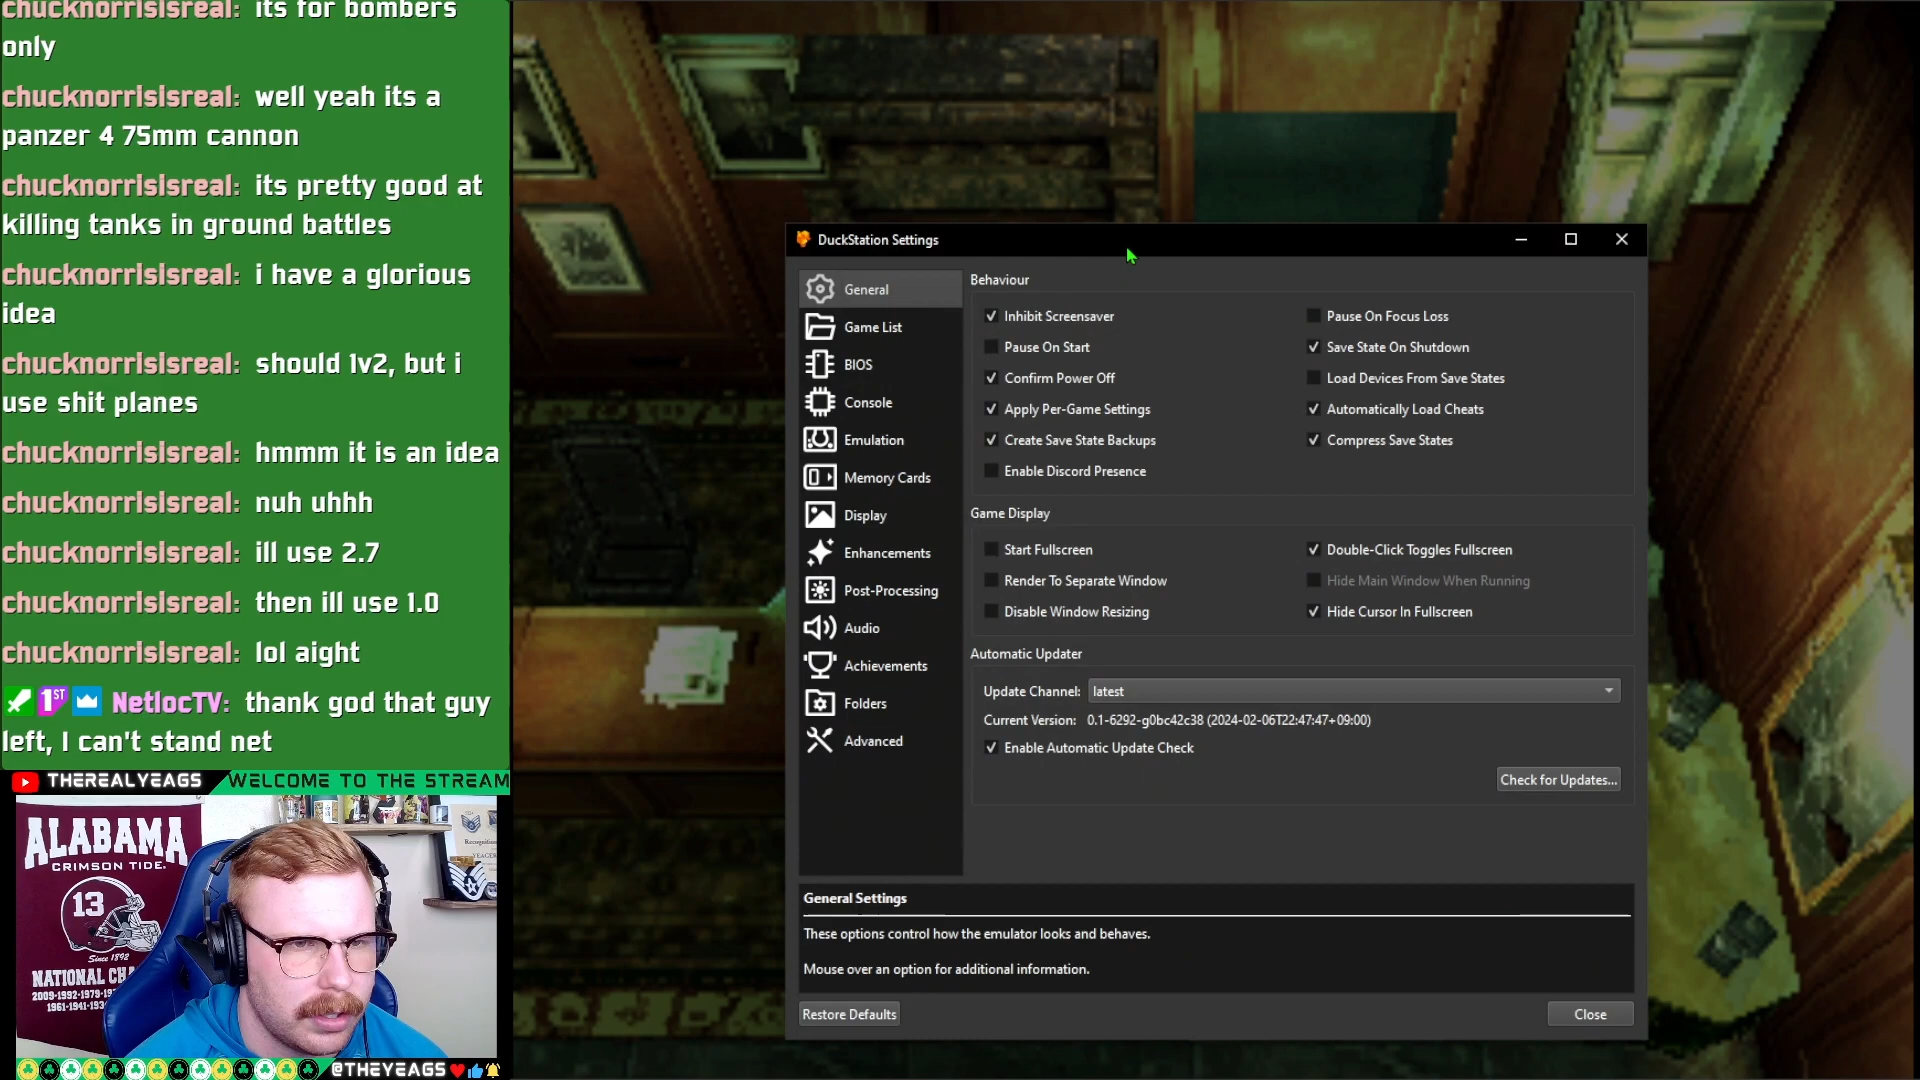 chucknorrisisreal: its for bombers
only
chucknorrisisreal: well yeah its a
panzer 4 75mm cannon
chucknorrisisreal: its pretty good at
killing tanks in ground battles
chucknorrisisreal: i have a glorious
idea
chucknorrisisreal: should 1v2, but i
use shit planes
chucknorrisisreal: hmmm it is an idea
chucknorrisisreal: nuh uhhh
chucknorrisisreal: ill use 2.7
chucknorrisisreal: then ill use 1.0
chucknorrisisreal: lol aight
1ST NetlocTV: thank god that guy
left, I can't stand net
THEREALYEAGS WELCOME TO THE STREAM
ALABAMA
CRIMSON TIDE
13
Since 1892
NATIONAL CHA
Recognition
YEAGER
@THEYEAGS
DuckStation Settings
General
Game List
BIOS
Console
Emulation
Memory Cards
Display
Enhancements
Post-Processing
Audio
Achievements
Folders
Advanced
Behaviour
Inhibit Screensaver
Pause On Focus Loss
Pause On Start
Save State On Shutdown
Confirm Power Off
Load Devices From Save States
Apply Per-Game Settings
Automatically Load Cheats
Create Save State Backups
Compress Save States
Enable Discord Presence
Game Display
Start Fullscreen
Double-Click Toggles Fullscreen
Render To Separate Window
Hide Main Window When Running
Disable Window Resizing
Hide Cursor In Fullscreen
Automatic Updater
Update Channel: latest
Current Version: 0.1-6292-g0bc42c38 (2024-02-06T22:47:47+09:00)
Enable Automatic Update Check
Check for Updates...
General Settings
These options control how the emulator looks and behaves.
Mouse over an option for additional information.
Restore Defaults
Close